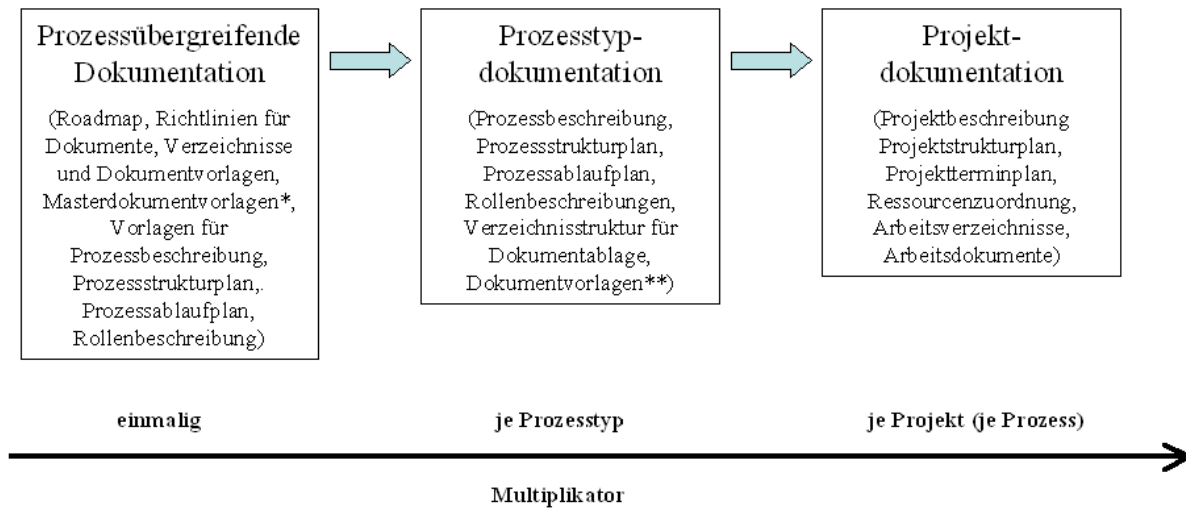 Prozessübergreifende
Dokumentation
(Roadmap, Richtlinien für
Dokumente, Verzeichnisse
und Dokumentvorlagen,
Masterdokumentvorlagen*,
Vorlagen für
Prozessbeschreibung,
Prozessstrukturplan,.
Prozessablaufplan,
Rollenbeschreibung)
Prozesstyp-
dokumentation
(Prozessbeschreibung,
Prozessstrukturplan,
Prozessablaufplan,
Rollenbeschreibungen,
Verzeichnisstruktur für
Dokumentablage,
Dokumentvorlagen**)
Projekt-
dokumentation
(Projektbeschreibung
Projektstrukturplan,
Projektterminplan,
Ressourcenzuordnung,
Arbeitsverzeichnisse,
Arbeitsdokumente)
einmalig
je Prozesstyp
je Projekt (je Prozess)
Multiplikator